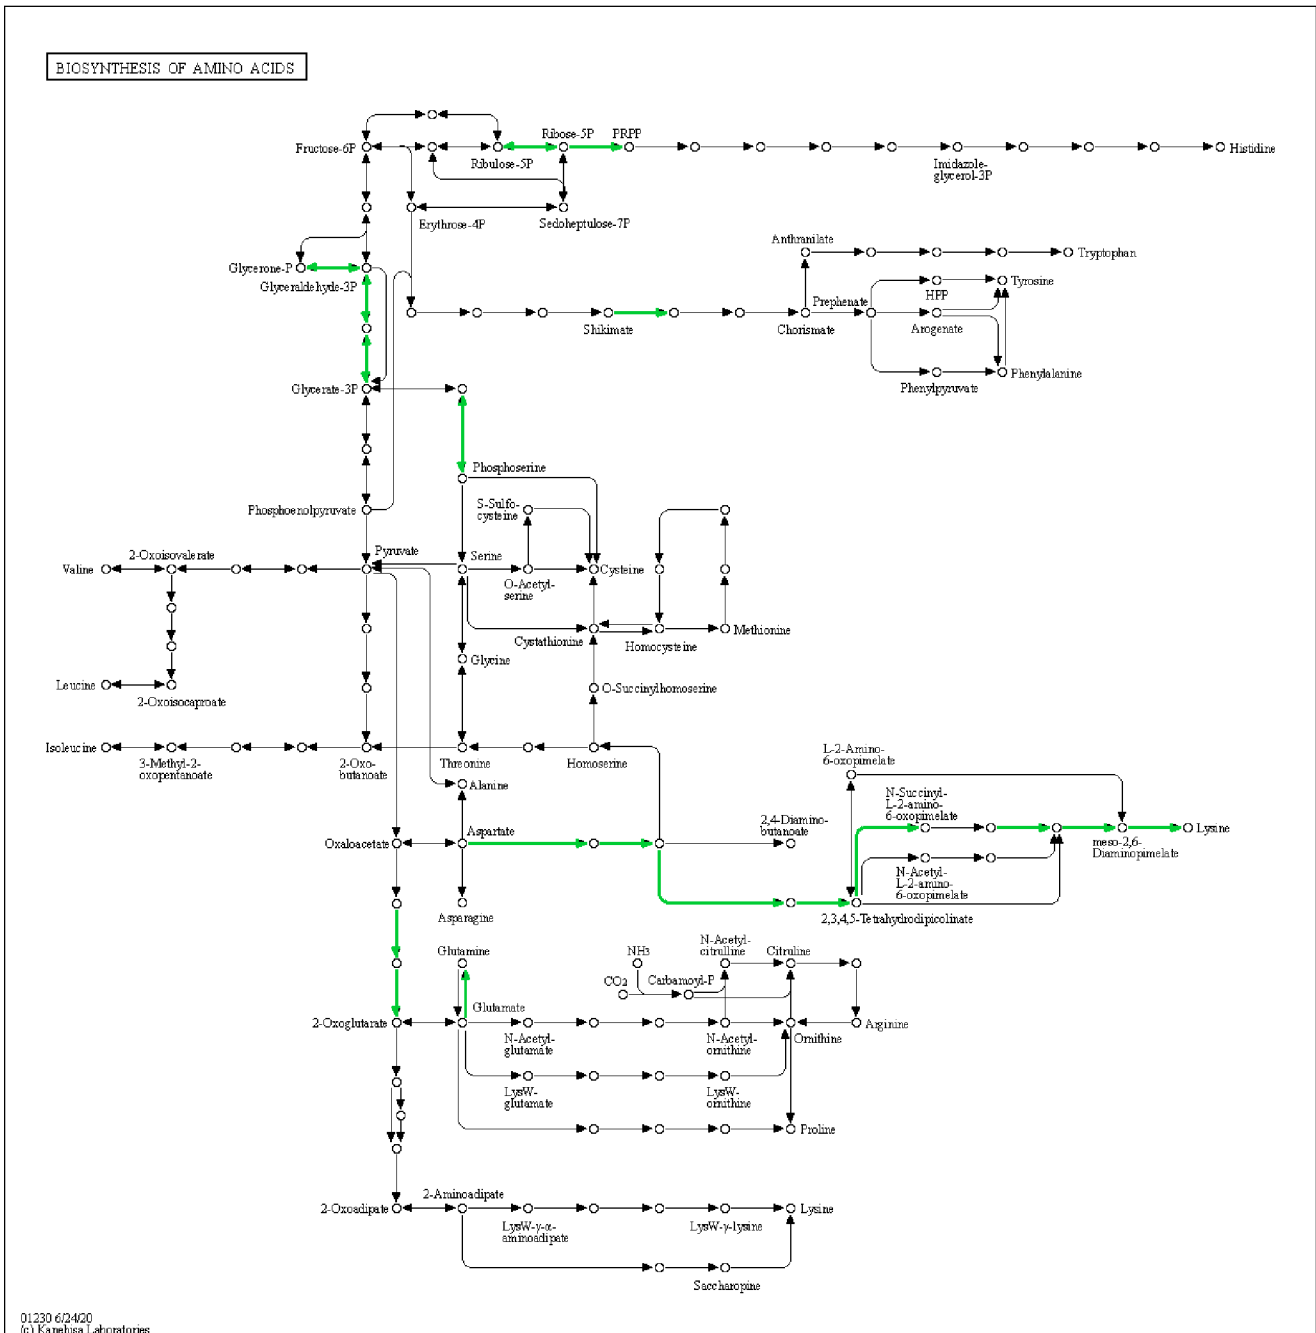 BIOSYNTHESIS OF AMINO ACIDS
Fructose-6P
Ribulose-5P
Ribose-5P
PRPP
Imidazole-
glycerol-3P
Histidine
Erythrose-4P
Sedoheptulose-7P
Glycerone-P
Glyceraldehyde-3P
Anthranilate
Tryptophan
HPP
Tyrosine
Prephenate
Shikimate
Chorismate
Arogenate
Phenylpyruvate
Phenylalanine
Glycerate-3P
Phosphoserine
Phosphoenolpyruvate
S-Sulfo-
cysteine
Valine
2-Oxoisovalerate
Pyruvate
Serine
O-Acetyl-
serine
Cysteine
Cystathionine
Homocysteine
Methionine
Glycine
Leucine
2-Oxoisocaproate
O-Succinylhomoserine
Isoleucine
3-Methyl-2-
oxopentanoate
2-Oxo-
butanoate
Threonine
Homoserine
Alanine
L-2-Amino-
6-oxopimelate
N-Succinyl-
L-2-amino-
6-oxopimelate
Oxaloacetate
Aspartate
2,4-Diamino-
butanoate
Lysine
meso-2,6-
Diaminopimelate
N-Acetyl-
L-2-amino-
6-oxopimelate
Asparagine
2,3,4,5-Tetrahydrodipicolinate
Glutamine
NH3
N-Acetyl-
citrulline
Citruline
CO2
Carbamoyl-P
2-Oxoglutarate
Glutamate
N-Acetyl-
glutamate
N-Acetyl-
ornithine
Ornithine
Arginine
LysW-
glutamate
LysW-
ornithine
Proline
2-Oxoadipate
2-Aminoadipate
LysW-γ-α-
aminoadipate
LysW-γ-lysine
Lysine
Saccharopine
01230 6/24/20
(c) Kanehisa Laboratories